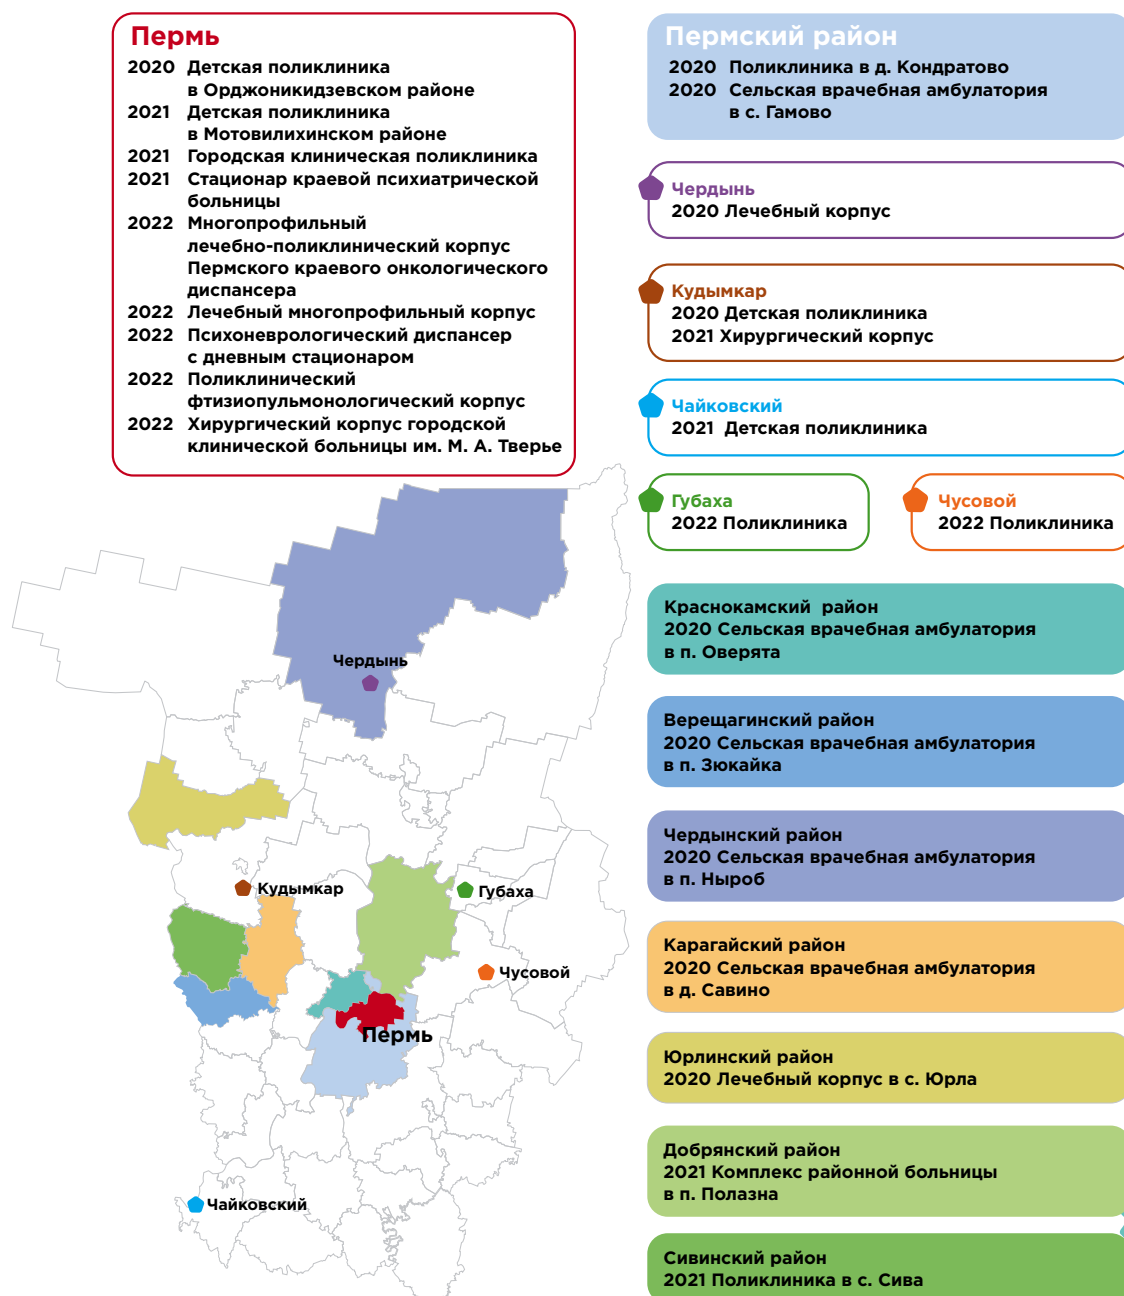 Пермь
2020 Детская поликлиника
в Орджоникидзевском районе
2021 Детская поликлиника
в Мотовилихинском районе
2021 Городская клиническая поликлиника
2021 Стационар краевой психиатрической
больницы
2022 Многопрофильный
лечебно-поликлинический корпус
Пермского краевого онкологического
диспансера
2022 Лечебный многопрофильный корпус
2022 Психоневрологический диспансер
с дневным стационаром
2022 Поликлинический
фтизиопульмонологический корпус
2022 Хирургический корпус городской
клинической больницы им. М. А. Тверье
Пермский район
2020 Поликлиника в д. Кондратово
2020 Сельская врачебная амбулатория
в с. Гамово
Чердынь
2020 Лечебный корпус
Кудымкар
2020 Детская поликлиника
2021 Хирургический корпус
Чайковский
2021 Детская поликлиника
Губаха
2022 Поликлиника
Чусовой
2022 Поликлиника
Краснокамский район
2020 Сельская врачебная амбулатория
в п. Оверята
Верещагинский район
2020 Сельская врачебная амбулатория
в п. Зюкайка
Чердынский район
2020 Сельская врачебная амбулатория
в п. Ныроб
Карагайский район
2020 Сельская врачебная амбулатория
в д. Савино
Юрлинский район
2020 Лечебный корпус в с. Юрла
Добрянский район
2021 Комплекс районной больницы
в п. Полазна
Сивинский район
2021 Поликлиника в с. Сива
Чердынь
Кудымкар
Губаха
Чусовой
Пермь
Чайковский